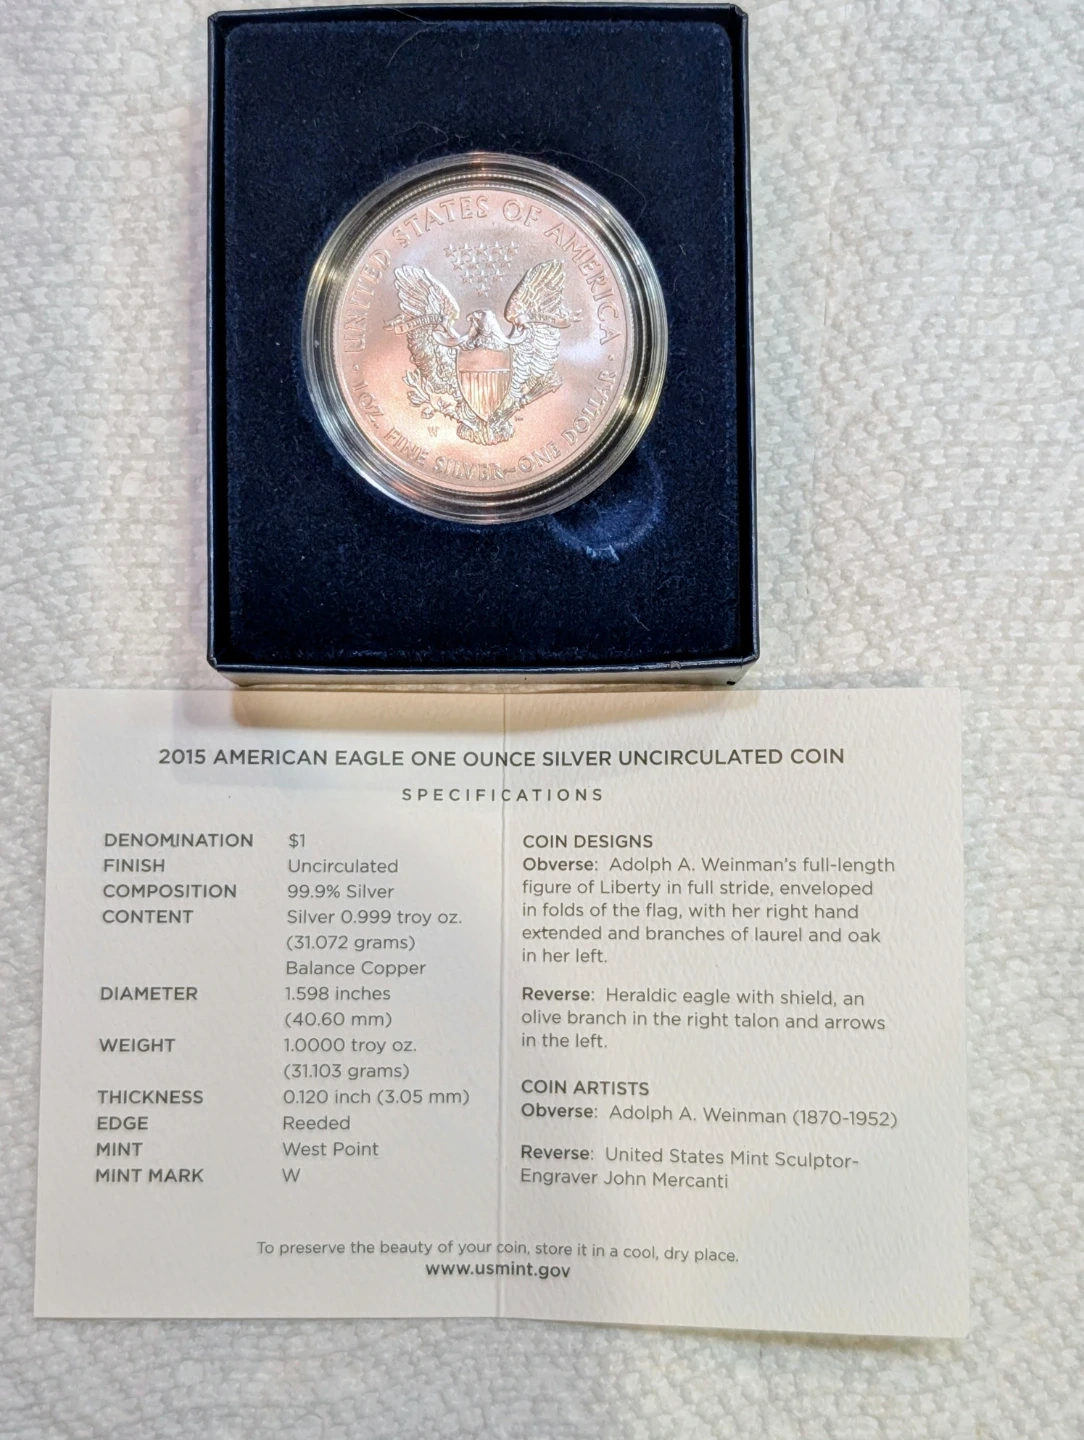 UNITED STATES OF AMERICA
W
1 OZ. FINE SILVER~ONE DOLLAR
2015 AMERICAN EAGLE ONE OUNCE SILVER UNCIRCULATED COIN
SPECIFICATIONS
DENOMINATION $1
FINISH Uncirculated
COMPOSITION 99.9% Silver
CONTENT Silver 0.999 troy oz.
(31.072 grams)
Balance Copper
DIAMETER 1.598 inches
(40.60 mm)
WEIGHT 1.0000 troy oz.
(31.103 grams)
THICKNESS 0.120 inch (3.05 mm)
EDGE Reeded
MINT West Point
MINT MARK W
COIN DESIGNS
Obverse: Adolph A. Weinman's full-length
figure of Liberty in full stride, enveloped
in folds of the flag, with her right hand
extended and branches of laurel and oak
in her left.
Reverse: Heraldic eagle with shield, an
olive branch in the right talon and arrows
in the left.
COIN ARTISTS
Obverse: Adolph A. Weinman (1870-1952)
Reverse: United States Mint Sculptor-
Engraver John Mercanti
To preserve the beauty of your coin, store it in a cool, dry place.
www.usmint.gov